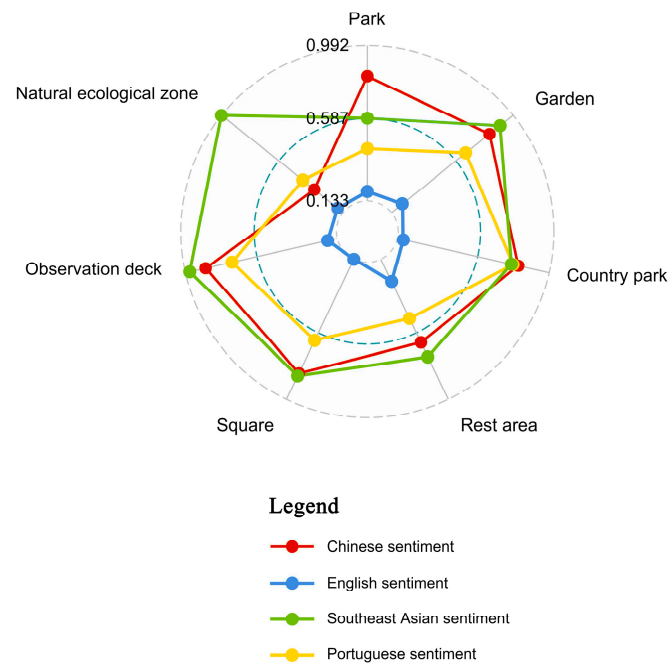 Park
0.992
Natural ecological zone
Garden
0.587
0.133
Observation deck
Country park
Square
Rest area
Legend
Chinese sentiment
English sentiment
Southeast Asian sentiment
Portuguese sentiment